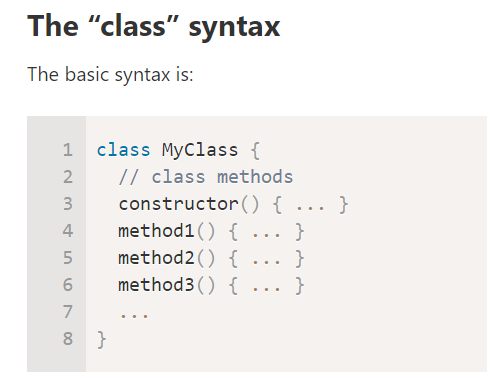 The “class” syntax
The basic syntax is:
1 class MyClass {
2   // class methods
3   constructor() { ... }
4   method1() { ... }
5   method2() { ... }
6   method3() { ... }
7   ...
8 }